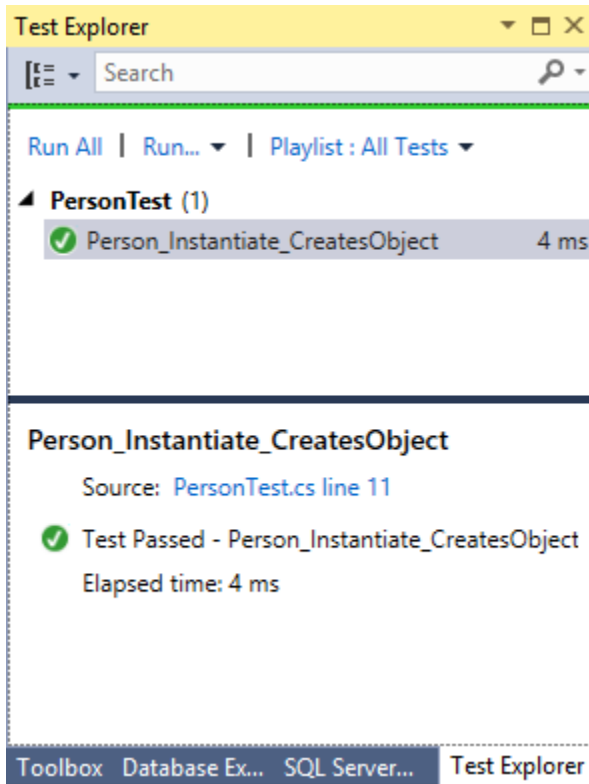 Test Explorer
Search
Run All | Run... | Playlist : All Tests
PersonTest (1)
Person_Instantiate_CreatesObject 4 ms
Person_Instantiate_CreatesObject
Source: PersonTest.cs line 11
Test Passed - Person_Instantiate_CreatesObject
Elapsed time: 4 ms
Toolbox Database Ex... SQL Server... Test Explorer